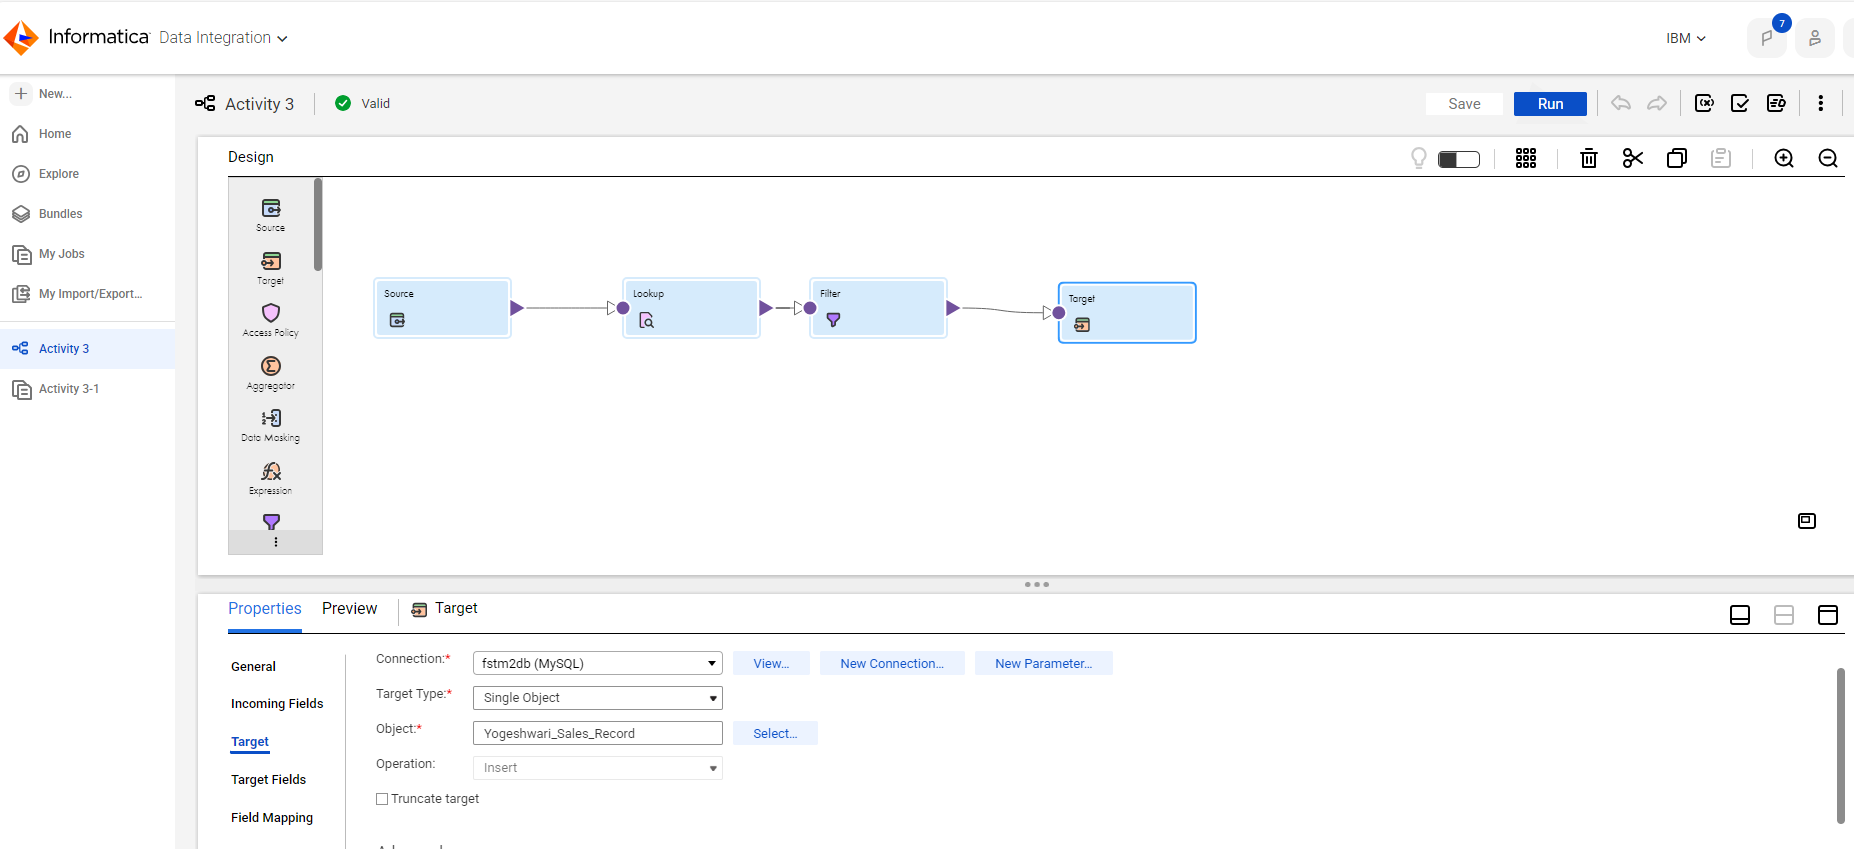 Informatica Data Integration
IBM
7
New...
Home
Explore
Bundles
My Jobs
My Import/Export...
Activity 3
Activity 3-1
Activity 3
Valid
Save
Run
Design
Source
Target
Access Policy
Aggregator
Data Masking
Expression
Source
Lookup
Filter
Target
Properties
Preview
Target
General
Incoming Fields
Target
Target Fields
Field Mapping
Connection:*
fstm2db (MySQL)
View...
New Connection...
New Parameter...
Target Type:*
Single Object
Object:*
Yogeshwari_Sales_Record
Select...
Operation:
Insert
Truncate target